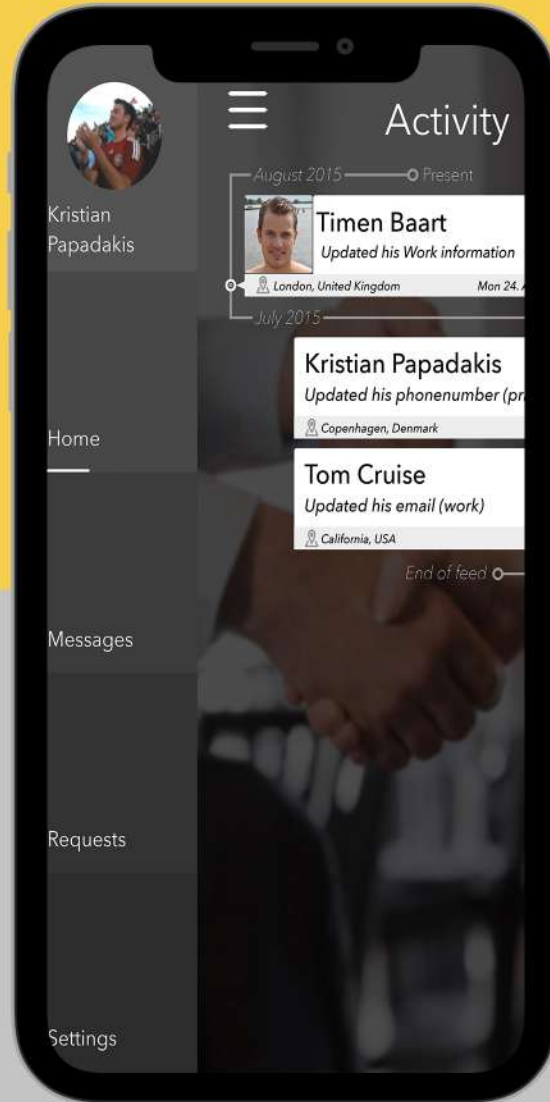 Kristian
Papadakis
Home
Messages
Requests
Settings
Activity
August 2015
Present
Timen Baart
Updated his Work information
London, United Kingdom
Mon 24.
July 2015
Kristian Papadakis
Updated his phonenumber
Copenhagen, Denmark
Tom Cruise
Updated his email (work)
California, USA
End of feed